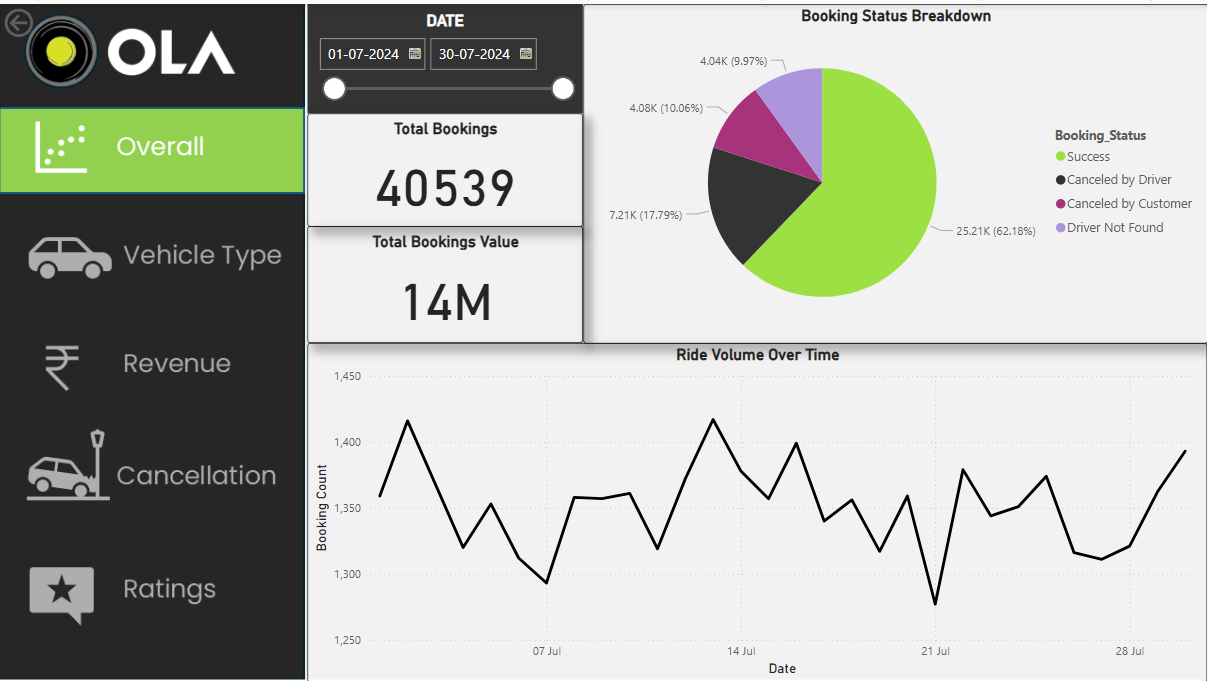 OLA
Overall
Vehicle Type
Revenue
Cancellation
Ratings
DATE
01-07-2024 30-07-2024
Total Bookings
40539
Total Bookings Value
14M
Booking Status Breakdown
4.04K (9.97%)
4.08K (10.06%)
7.21K (17.79%)
25.21K (62.18%)
Booking_Status
Success
Canceled by Driver
Canceled by Customer
Driver Not Found
Ride Volume Over Time
Booking Count
1,450
1,400
1,350
1,300
1,250
07 Jul 14 Jul 21 Jul 28 Jul
Date